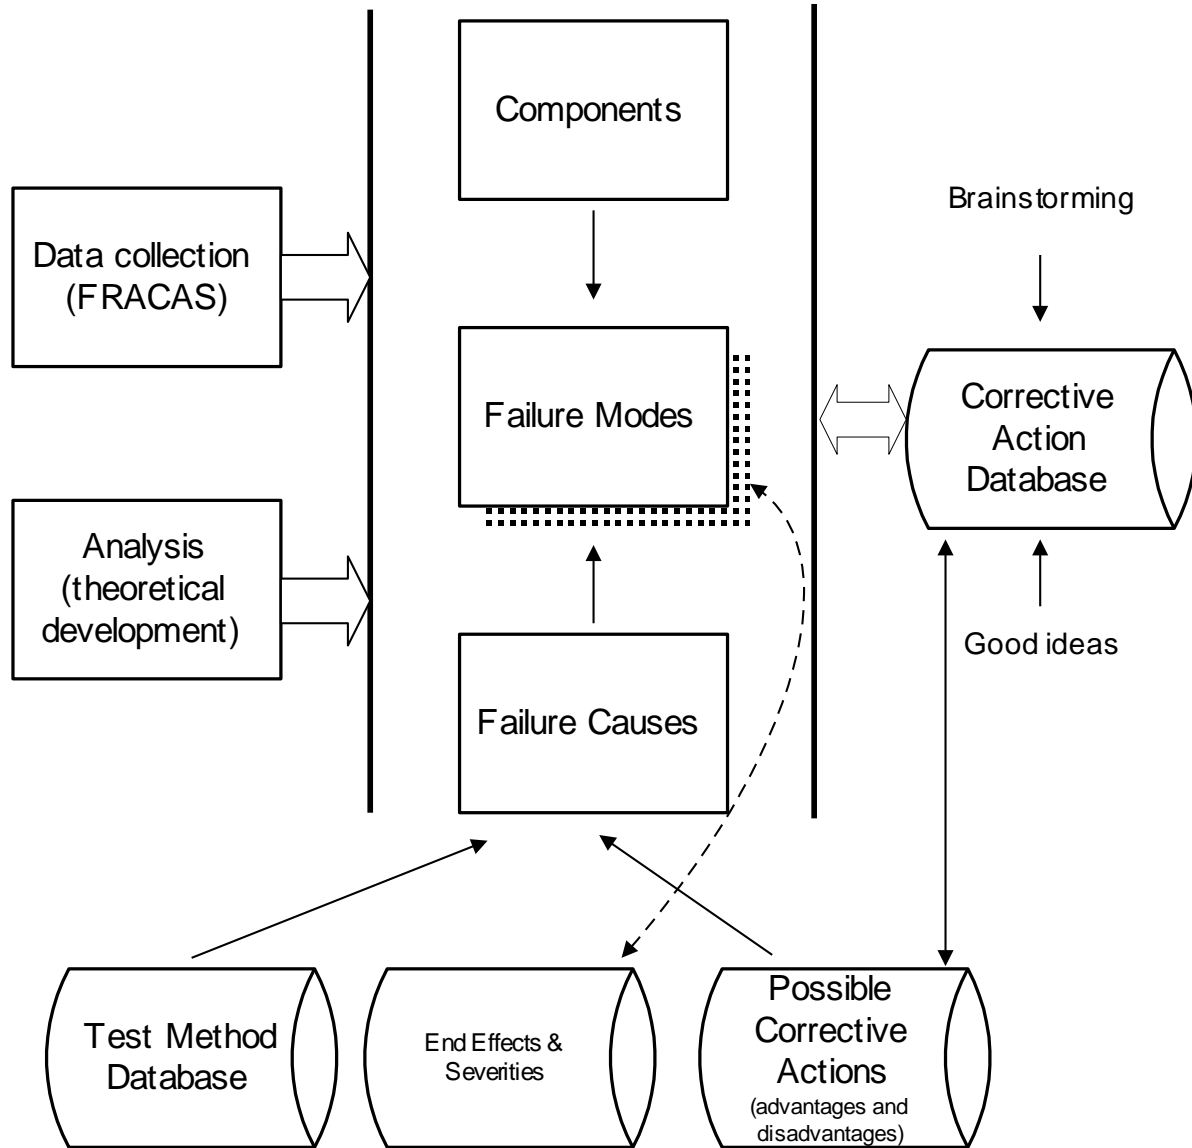 Components
Brainstorming
Data collection
(FRACAS)
Failure Modes
Corrective
Action
Database
Analysis
(theoretical
development)
Good ideas
Failure Causes
Test Method
Database
End Effects &
Severities
Possible
Corrective
Actions
(advantages and
disadvantages)